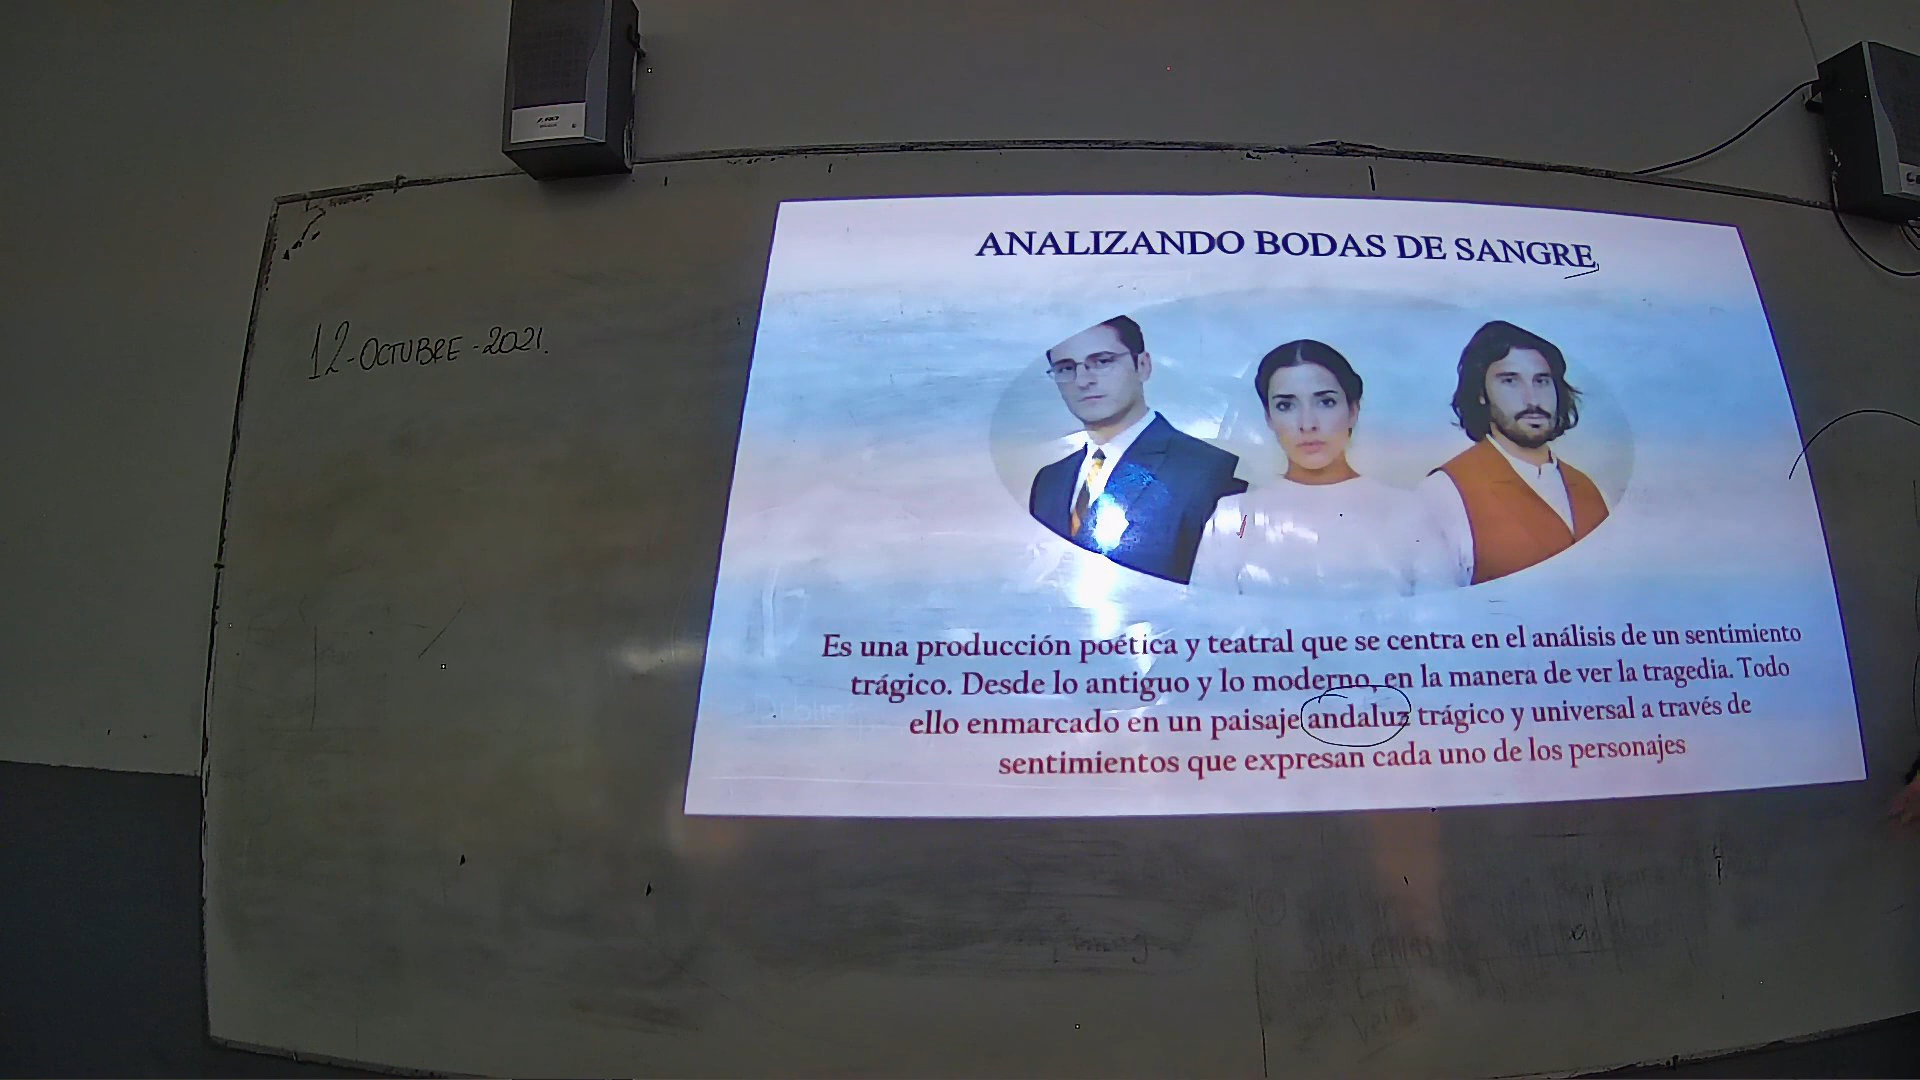 ANALIZANDO BODAS DE SANGRE
12-OCTUBRE-2021.
Es una producción poética y teatral que se centra en el análisis de un sentimiento
trágico. Desde lo antiguo y lo moderno, en la manera de ver la tragedia. Todo
ello enmarcado en un paisaje andaluz trágico y universal a través de
sentimientos que expresan cada uno de los personajes